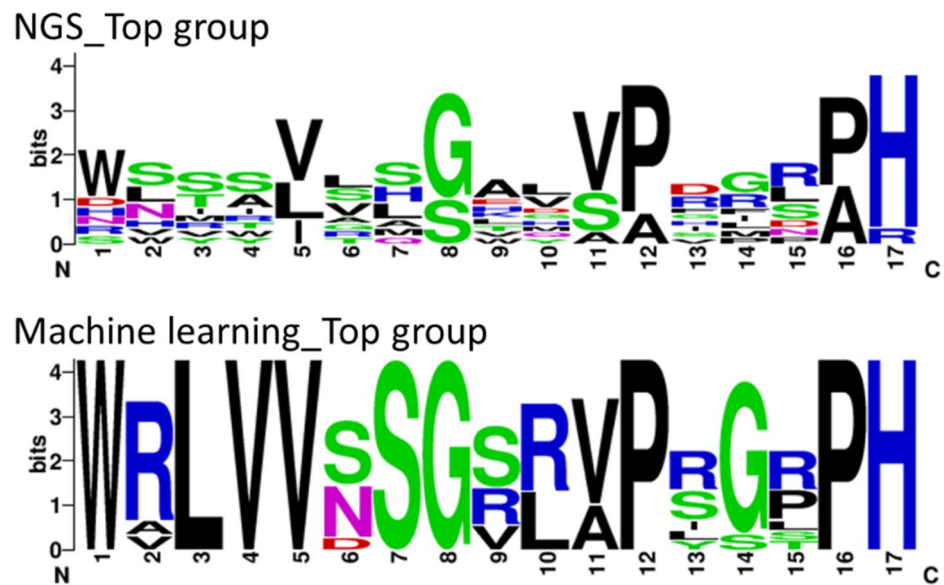 NGS_Top group
4
3
2
1
0
bits
W S S S V L S G A L V P D G R P H
1 2 3 4 5 6 7 8 9 10 11 12 13 14 15 16 17
N C
Machine learning_Top group
4
3
2
1
0
bits
W R L V V S S G S R V P R G R P H
A N R L A S P
V D V S
1 2 3 4 5 6 7 8 9 10 11 12 13 14 15 16 17
N C